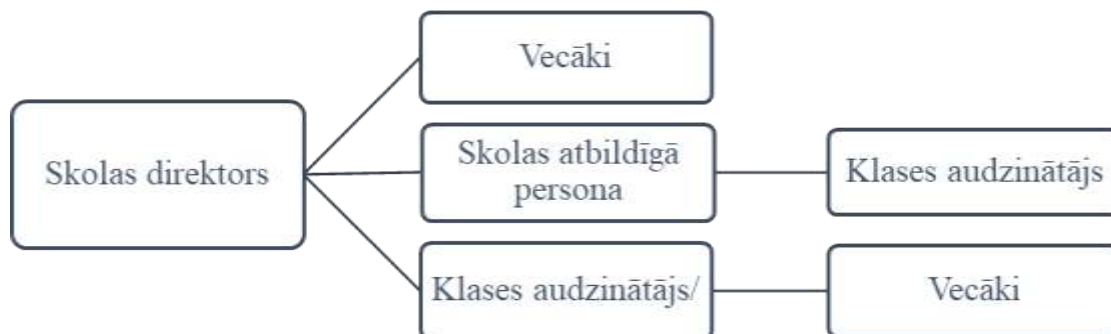 Vecāki
Skolas direktors
Skolas atbildīgā
persona
Klases audzinātājs
Klases audzinātājs/
Vecāki